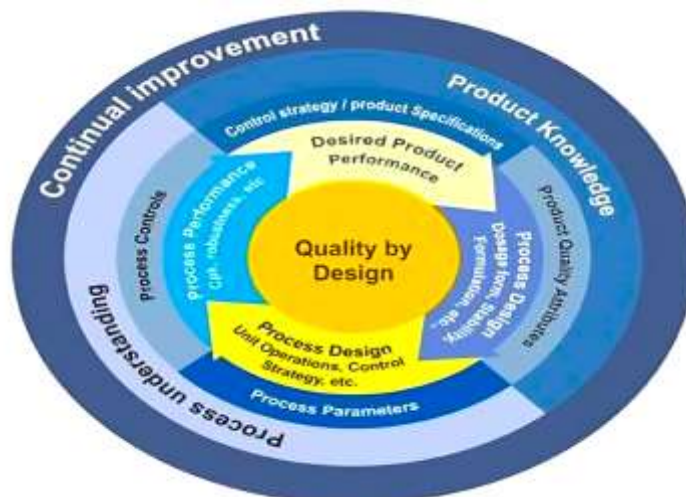 Continual improvement
Product Knowledge
Control strategy / product Specifications
Desired Product
Performance
Product Quality Attributes
Process Design
Dosage form, Stability,
Formulation, etc.,
Quality by
Design
Process Performance
Cpk, robustness, etc
Process Controls
Process Design
Unit Operations, Control
Strategy, etc.
Process Parameters
Process understanding